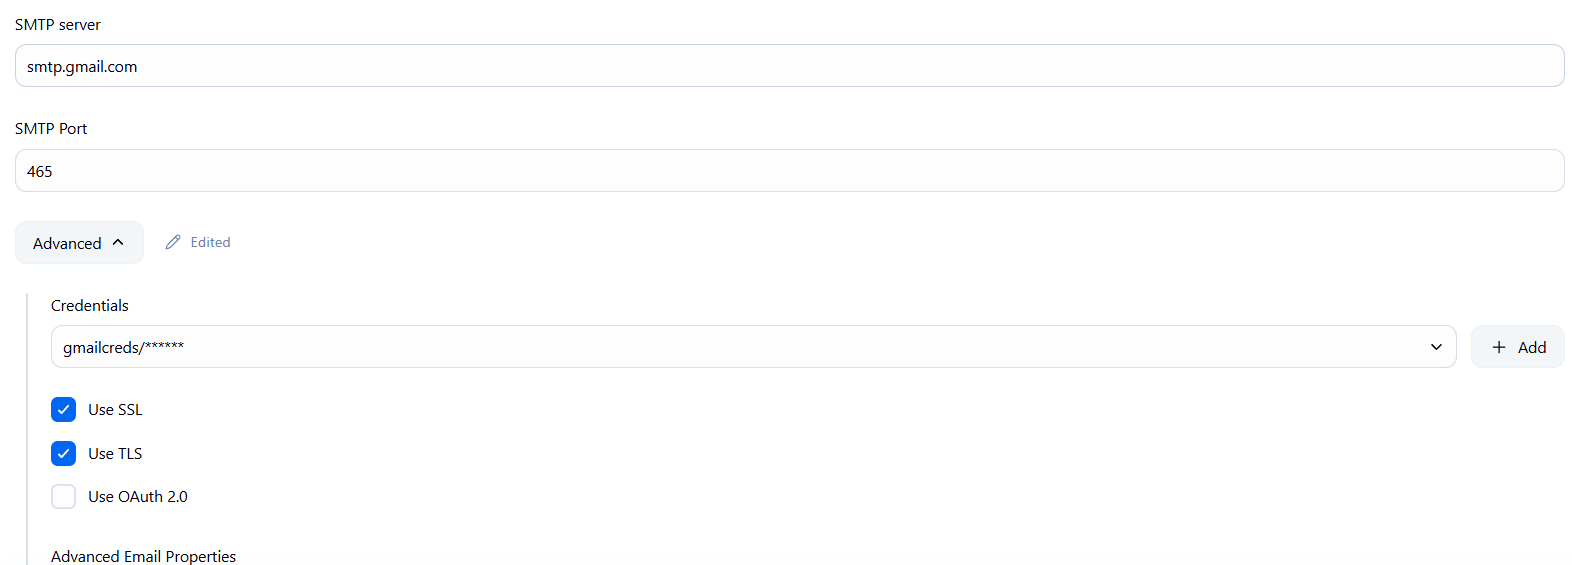 SMTP server
smtp.gmail.com
SMTP Port
465
Advanced
Edited
Credentials
gmailcreds/******
Add
Use SSL
Use TLS
Use OAuth 2.0
Advanced Email Properties